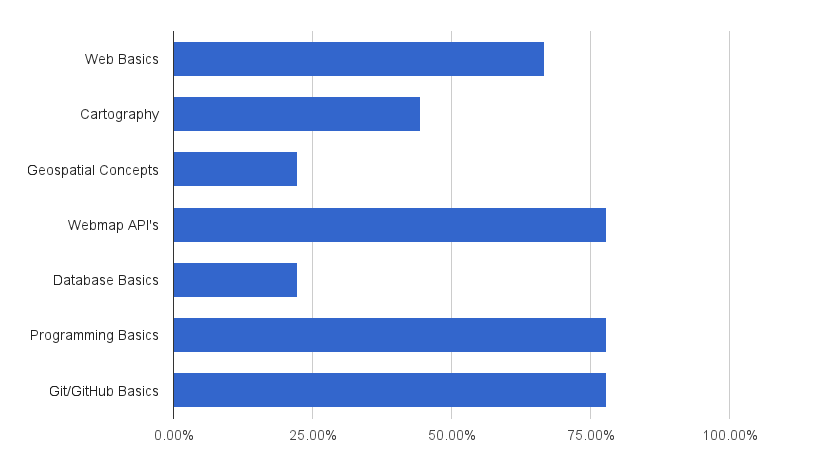 Web Basics
Cartography
Geospatial Concepts
Webmap API's
Database Basics
Programming Basics
Git/GitHub Basics
0.00% 25.00% 50.00% 75.00% 100.00%